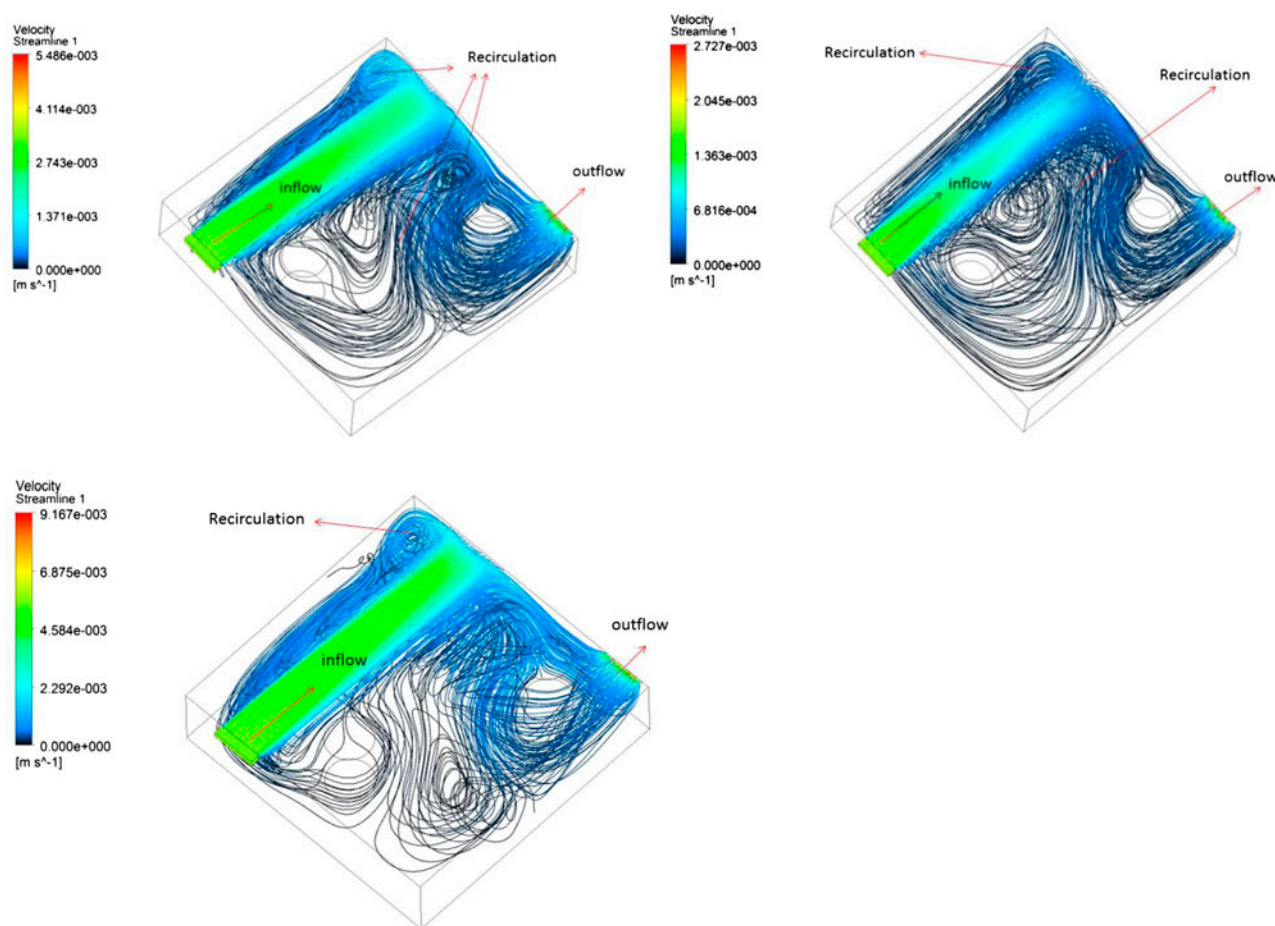 Velocity
Streamline 1
5.486e-003
4.114e-003
2.743e-003
1.371e-003
0.000e+000
[m s^-1]
Recirculation
outflow
inflow
Velocity
Streamline 1
2.727e-003
2.045e-003
1.363e-003
6.816e-004
0.000e+000
[m s^-1]
Recirculation
Recirculation
inflow
outflow
Velocity
Streamline 1
9.167e-003
6.875e-003
4.584e-003
2.292e-003
0.000e+000
[m s^-1]
Recirculation
outflow
inflow